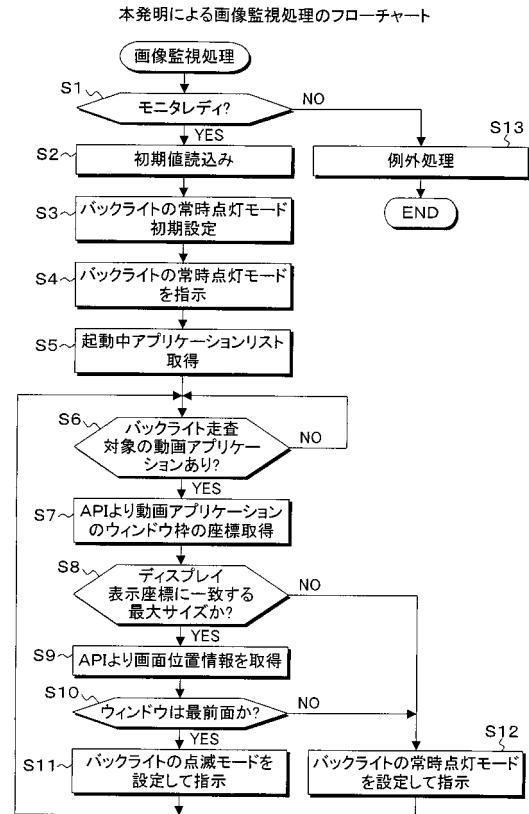 本発明による画像監視処理のフローチャート
画像監視処理
S1
モニタレディ?
NO
YES
S13
例外処理
END
S2
初期値読込み
S3
バックライトの常時点灯モード
初期設定
S4
バックライトの常時点灯モード
を指示
S5
起動中アプリケーションリスト
取得
S6
バックライト走査
対象の動画アプリケー
ションあり?
NO
YES
S7
APIより動画アプリケーション
のウィンドウ枠の座標取得
S8
ディスプレイ
表示座標に一致する
最大サイズか?
NO
YES
S9
APIより画面位置情報を取得
S10
ウィンドウは最前面か?
NO
YES
S11
バックライトの点滅モードを
設定して指示
S12
バックライトの常時点灯モード
を設定して指示